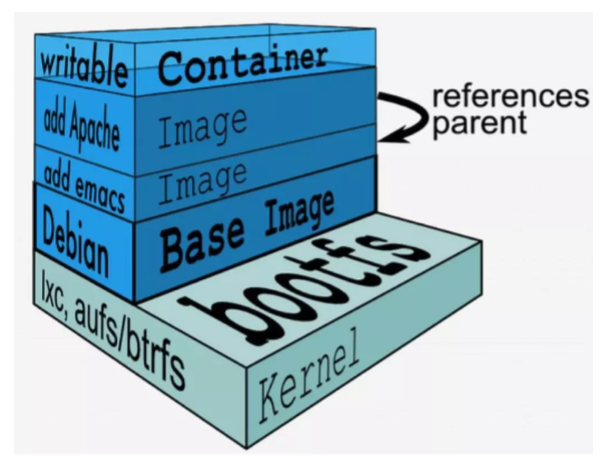 writable Container
add Apache Image
add emacs Image
Debian Base Image
references
parent
bootfs
lxc, aufs/btrfs
Kernel